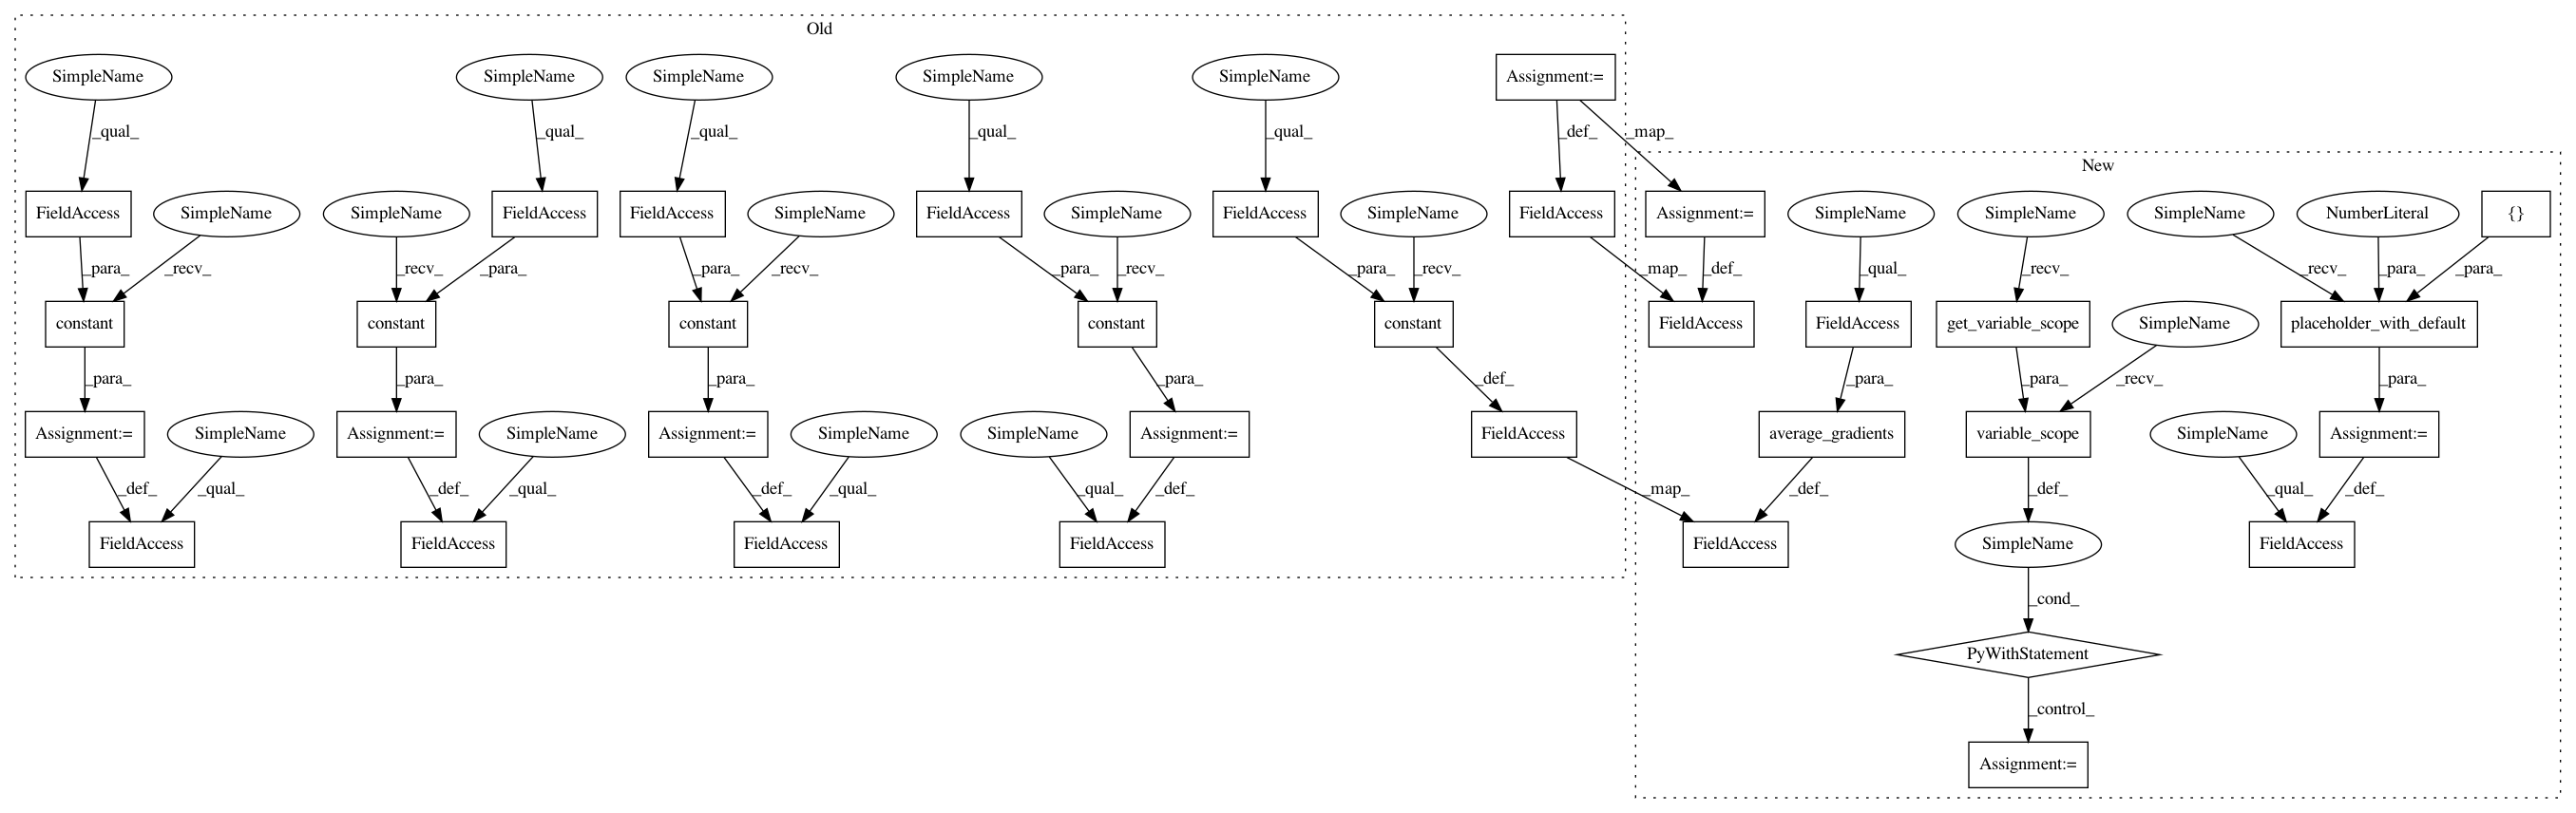 Old
SimpleName SimpleName SimpleName SimpleName SimpleName Assignment:=
_qual_ _qual_ _qual_ _qual_ _qual_ _def_ _map_
New
FieldAccess SimpleName SimpleName FieldAccess FieldAccess SimpleName FieldAccess SimpleName FieldAccess SimpleName FieldAccess Assignment:= SimpleName SimpleName SimpleName NumberLiteral {}
_para_ _recv_ _recv_ _para_ _para_ _recv_ _para_ _recv_ _para_ _recv_ _map_ _def_ _qual_ _recv_ _recv_ _para_ _para_
constant constant constant constant constant FieldAccess FieldAccess get_variable_scope SimpleName placeholder_with_default
_para_ _para_ _para_ _para_ _def_ _para_ _para_ _recv_ _para_
Assignment:= SimpleName Assignment:= SimpleName Assignment:= SimpleName SimpleName Assignment:= FieldAccess average_gradients variable_scope SimpleName Assignment:=
_def_ _qual_ _def_ _qual_ _def_ _qual_ _qual_ _def_ _map_ _def_ _def_ _qual_ _def_
FieldAccess FieldAccess FieldAccess FieldAccess FieldAccess SimpleName FieldAccess
_cond_
PyWithStatement
_control_
Assignment:=